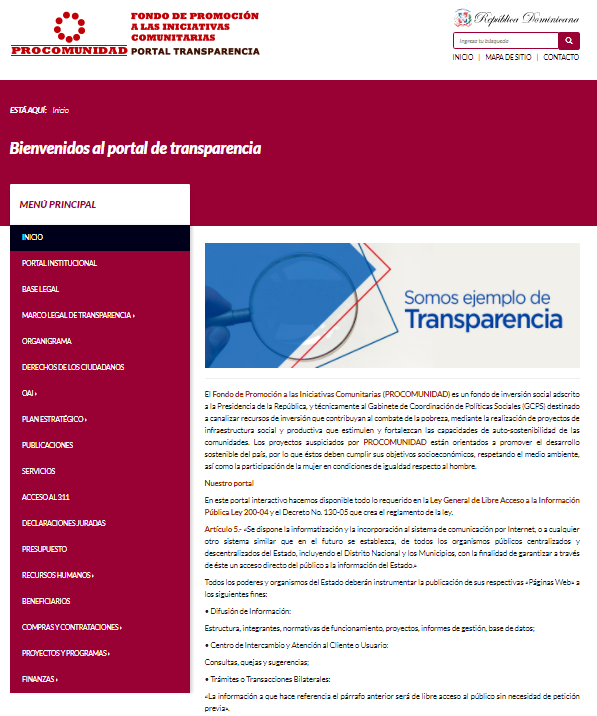 FONDO DE PROMOCIÓN
A LAS INICIATIVAS
COMUNITARIAS
PROCOMUNIDAD PORTAL TRANSPARENCIA
República Dominicana
Ingrese tu búsqueda
INICIO | MAPA DE SITIO | CONTACTO
ESTÁ AQUÍ: Inicio
Bienvenidos al portal de transparencia
MENÚ PRINCIPAL
INICIO
PORTAL INSTITUCIONAL
BASE LEGAL
MARCO LEGAL DE TRANSPARENCIA ›
ORGANIGRAMA
DERECHOS DE LOS CIUDADANOS
OAI ›
PLAN ESTRATÉGICO ›
PUBLICACIONES
SERVICIOS
ACCESO AL 311
DECLARACIONES JURADAS
PRESUPUESTO
RECURSOS HUMANOS ›
BENEFICIARIOS
COMPRAS Y CONTRATACIONES ›
PROYECTOS Y PROGRAMAS ›
FINANZAS ›
Somos ejemplo de
Transparencia
El Fondo de Promoción a las Iniciativas Comunitarias (PROCOMUNIDAD) es un fondo de inversión social adscrito
a la Presidencia de la República, y técnicamente al Gabinete de Coordinación de Políticas Sociales (GCPS) destinado
a canalizar recursos de inversión que contribuyan al combate de la pobreza, mediante la realización de proyectos de
infraestructura social y productiva que estimulen y fortalezcan las capacidades de auto-sostenibilidad de las
comunidades. Los proyectos auspiciados por PROCOMUNIDAD están orientados a promover el desarrollo
sostenible del país, por lo que éstos deben cumplir sus objetivos socioeconómicos, respetando el medio ambiente,
así como la participación de la mujer en condiciones de igualdad respecto al hombre.
Nuestro portal
En este portal interactivo hacemos disponible todo lo requerido en la Ley General de Libre Acceso a la Información
Pública Ley 200-04 y el Decreto No. 130-05 que crea el reglamento de la ley.
Artículo 5.- «Se dispone la informatización y la incorporación al sistema de comunicación por Internet, o a cualquier
otro sistema similar que en el futuro se establezca, de todos los organismos públicos centralizados y
descentralizados del Estado, incluyendo el Distrito Nacional y los Municipios, con la finalidad de garantizar a través
de éste un acceso directo del público a la información del Estado.»
Todos los poderes y organismos del Estado deberán instrumentar la publicación de sus respectivas «Páginas Web» a
los siguientes fines:
• Difusión de Información:
Estructura, integrantes, normativas de funcionamiento, proyectos, informes de gestión, base de datos;
• Centro de Intercambio y Atención al Cliente o Usuario:
Consultas, quejas y sugerencias;
• Trámites o Transacciones Bilaterales:
«La información a que hace referencia el párrafo anterior será de libre acceso al público sin necesidad de petición
previa».